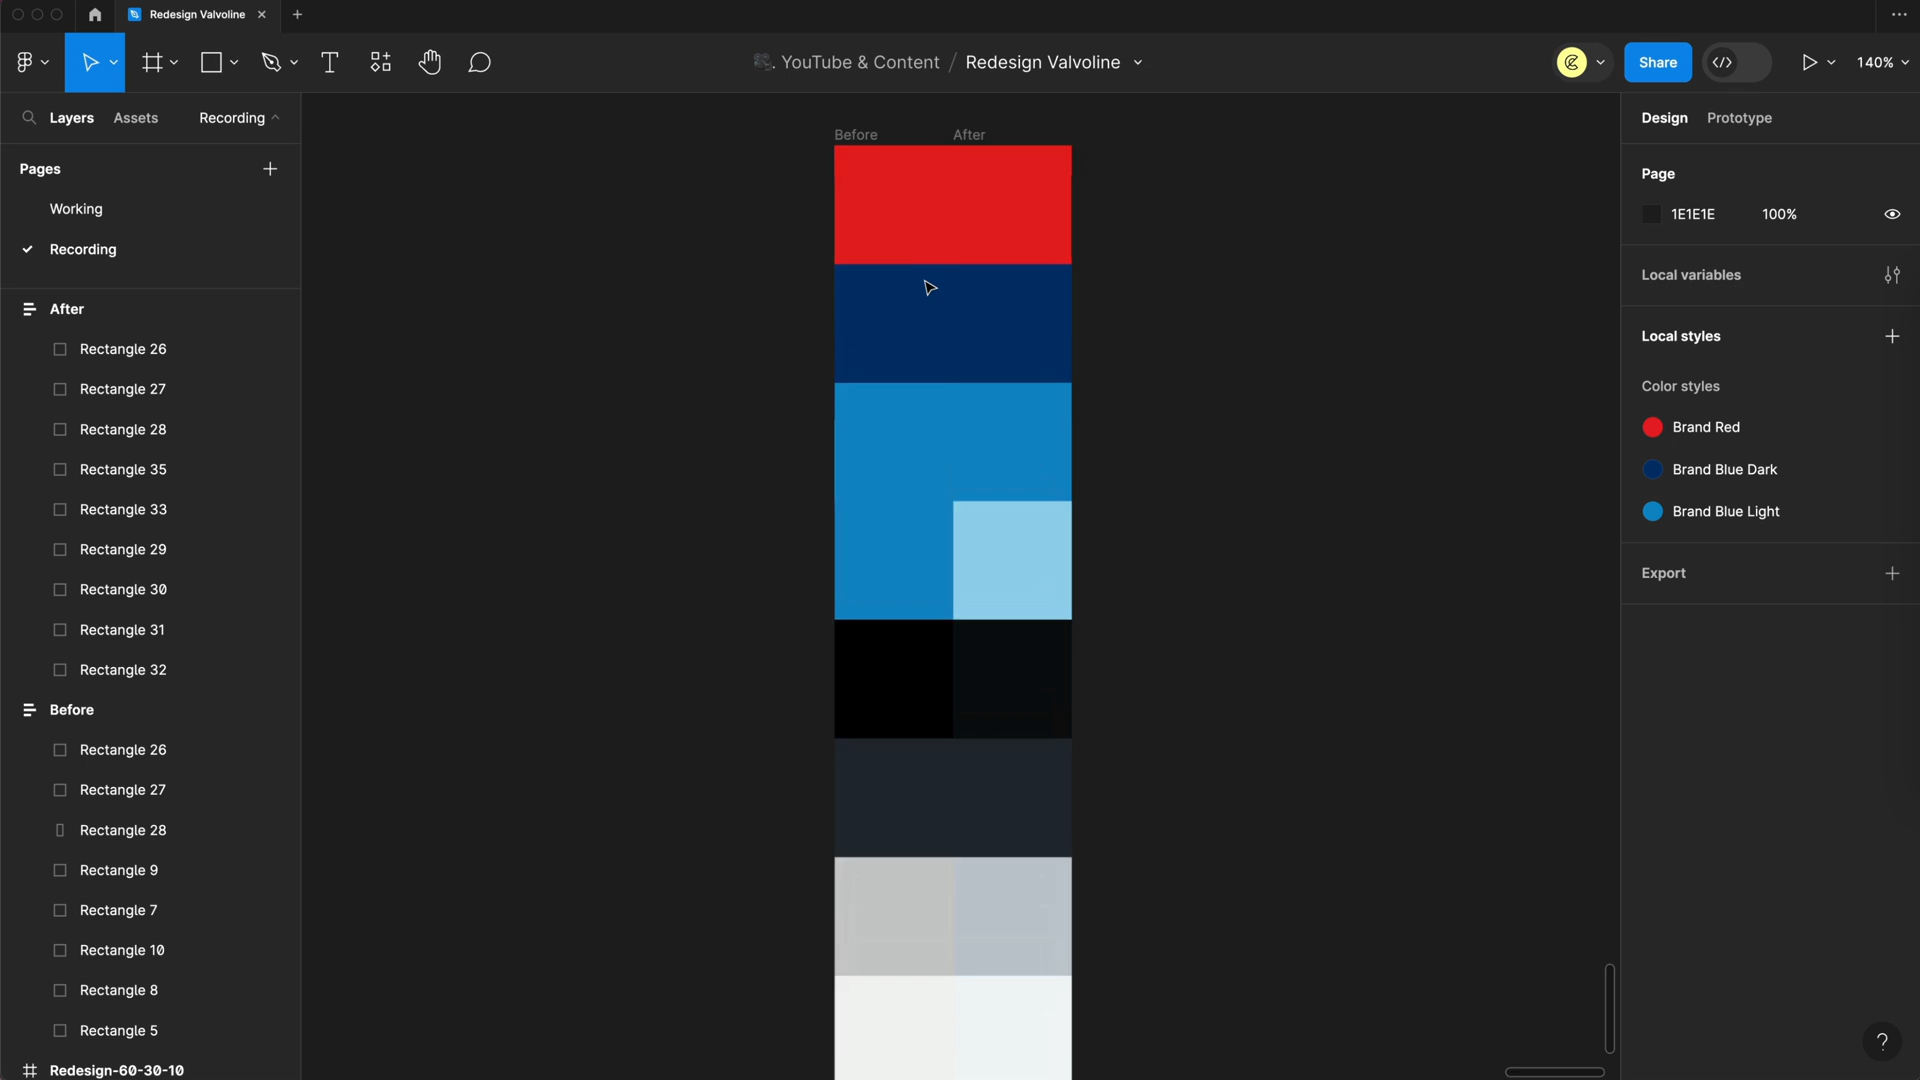 Redesign Valvoline
YouTube & Content / Redesign Valvoline
Share
140%
Layers
Assets
Recording
Pages
Working
Recording
After
Rectangle 26
Rectangle 27
Rectangle 28
Rectangle 35
Rectangle 33
Rectangle 29
Rectangle 30
Rectangle 31
Rectangle 32
Before
Rectangle 26
Rectangle 27
Rectangle 28
Rectangle 9
Rectangle 7
Rectangle 10
Rectangle 8
Rectangle 5
Redesign-60-30-10
Before
After
Design
Prototype
Page
1E1E1E
100%
Local variables
Local styles
Color styles
Brand Red
Brand Blue Dark
Brand Blue Light
Export
?